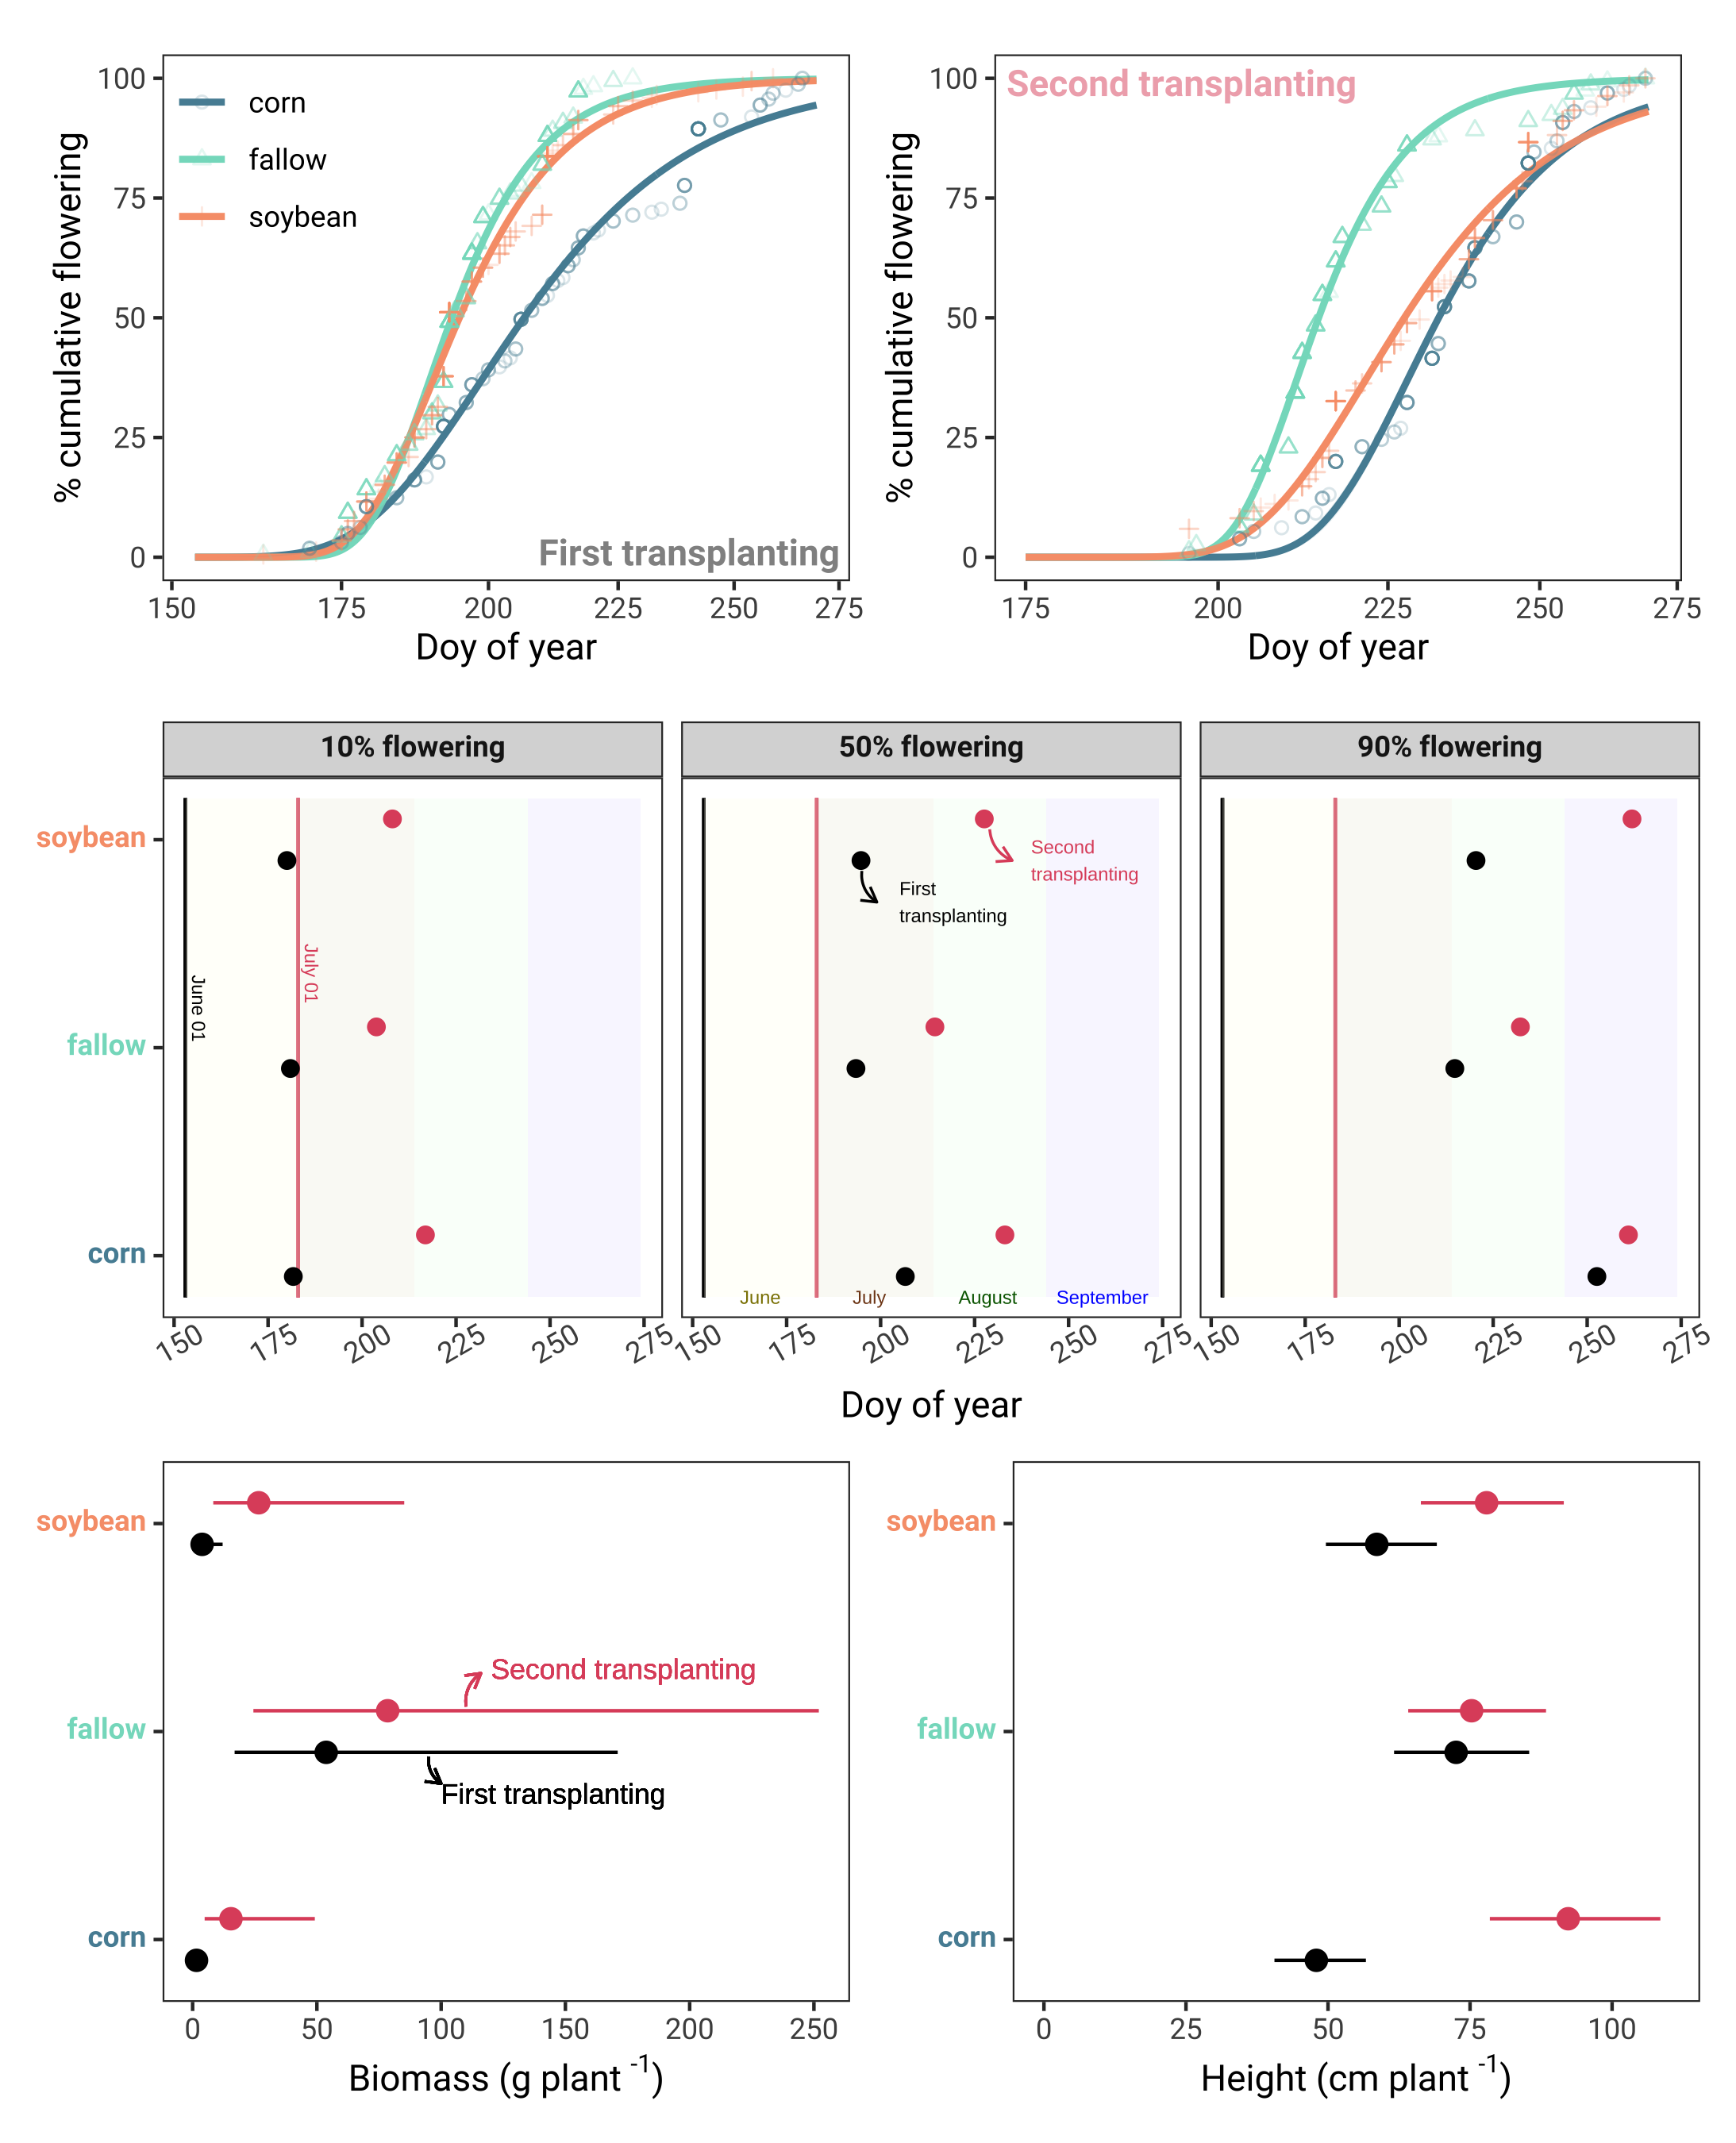 % cumulative flowering
100
75
50
25
0
corn
fallow
soybean
First transplanting
150 175 200 225 250 275
Doy of year
% cumulative flowering
100
75
50
25
0
Second transplanting
175 200 225 250 275
Doy of year
10% flowering
50% flowering
90% flowering
soybean
fallow
corn
June 01
July 01
Second
transplanting
First
transplanting
June
July
August
September
150 175 200 225 250 275
150 175 200 225 250 275
150 175 200 225 250 275
Doy of year
soybean
fallow
corn
Second transplanting
First transplanting
0 50 100 150 200 250
Biomass (g plant -1)
soybean
fallow
corn
0 25 50 75 100
Height (cm plant -1)